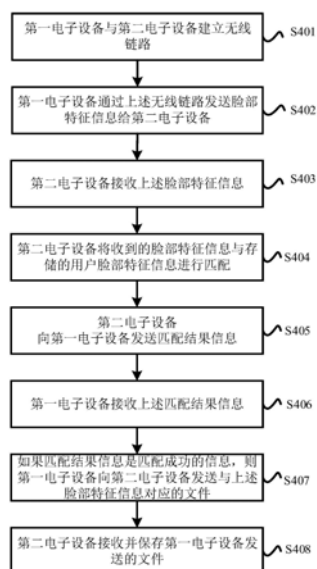 第一电子设备与第二电子设备建立无线
链路
S401
第一电子设备通过上述无线链路发送脸部
特征信息给第二电子设备
S402
第二电子设备接收上述脸部特征信息
S403
第二电子设备将收到的脸部特征信息与存
储的用户脸部特征信息进行匹配
S404
第二电子设备
向第一电子设备发送匹配结果信息
S405
第一电子设备接收上述匹配结果信息
S406
如果匹配结果信息是匹配成功的信息，则
第一电子设备向第二电子设备发送与上述
脸部特征信息对应的文件
S407
第二电子设备接收并保存第一电子设备发
送的文件
S408